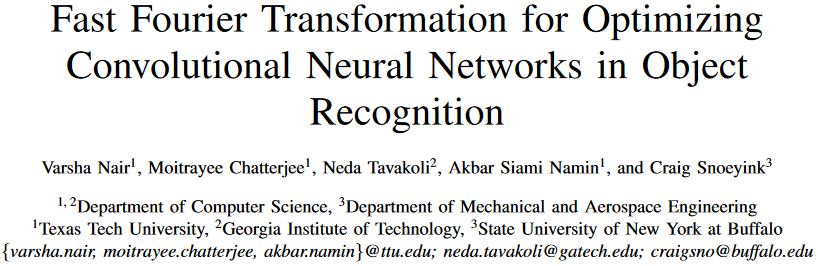 Fast Fourier Transformation for Optimizing
Convolutional Neural Networks in Object
Recognition
Varsha Nair¹, Moitrayee Chatterjee¹, Neda Tavakoli², Akbar Siami Namin¹, and Craig Snoeyink³
¹,²Department of Computer Science, ³Department of Mechanical and Aerospace Engineering
¹Texas Tech University, ²Georgia Institute of Technology, ³State University of New York at Buffalo
{varsha.nair, moitrayee.chatterjee, akbar.namin}@ttu.edu; neda.tavakoli@gatech.edu; craigsno@buffalo.edu